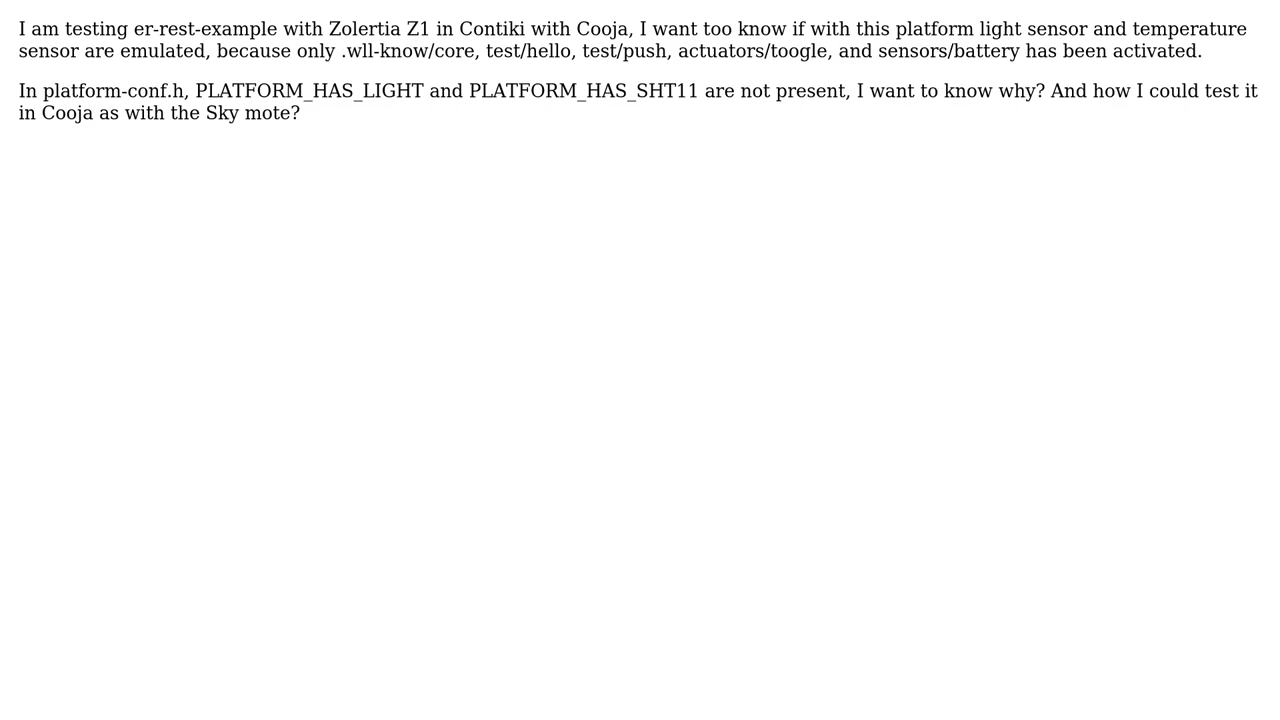 I am testing er-rest-example with Zolertia Z1 in Contiki with Cooja, I want too know if with this platform light sensor and temperature
sensor are emulated, because only .wll-know/core, test/hello, test/push, actuators/toogle, and sensors/battery has been activated.
In platform-conf.h, PLATFORM_HAS_LIGHT and PLATFORM_HAS_SHT11 are not present, I want to know why? And how I could test it
in Cooja as with the Sky mote?